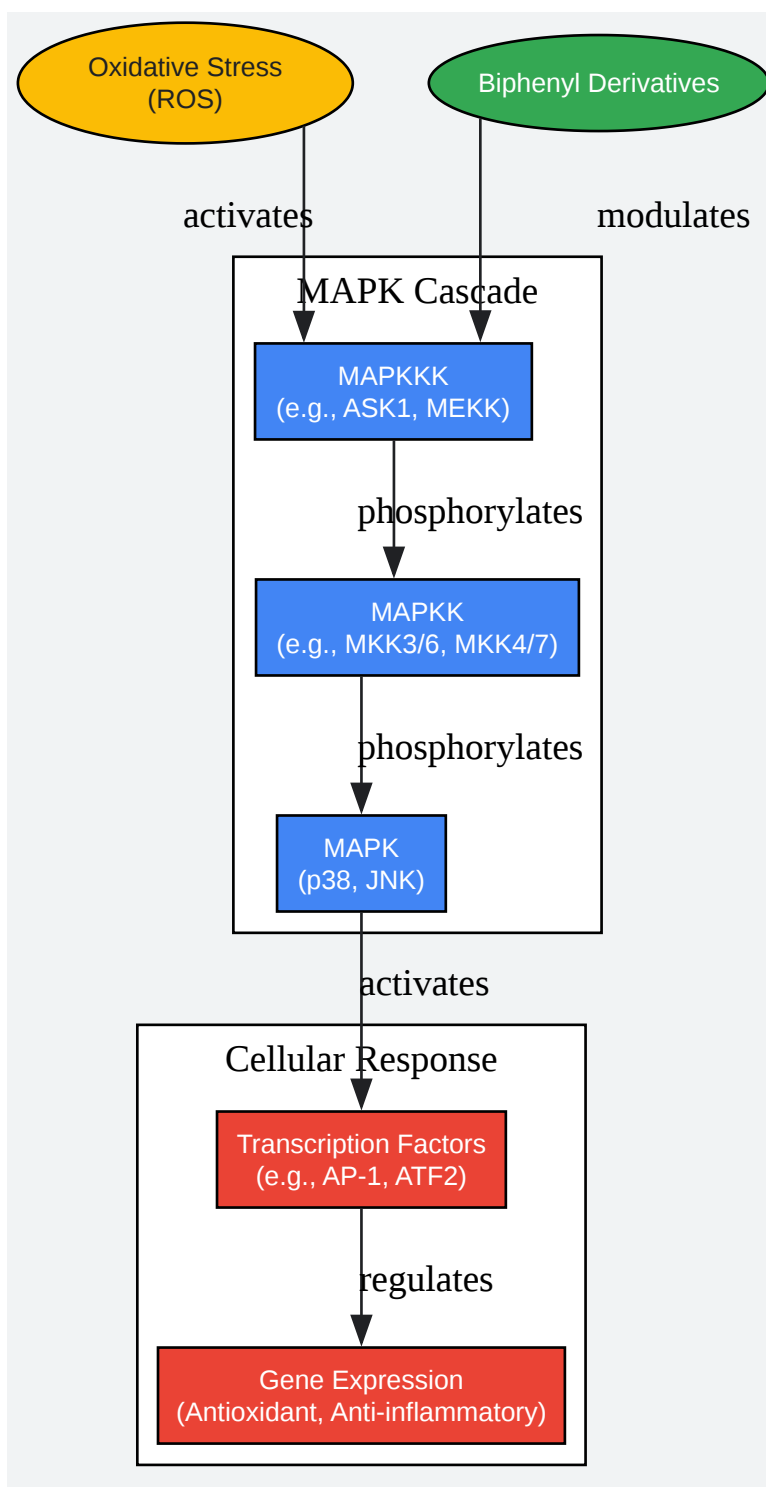 Oxidative Stress
(ROS)
Biphenyl Derivatives
activates
modulates
MAPK Cascade
MAPKKK
(e.g., ASK1, MEKK)
phosphorylates
MAPKK
(e.g., MKK3/6, MKK4/7)
phosphorylates
MAPK
(p38, JNK)
activates
Cellular Response
Transcription Factors
(e.g., AP-1, ATF2)
regulates
Gene Expression
(Antioxidant, Anti-inflammatory)